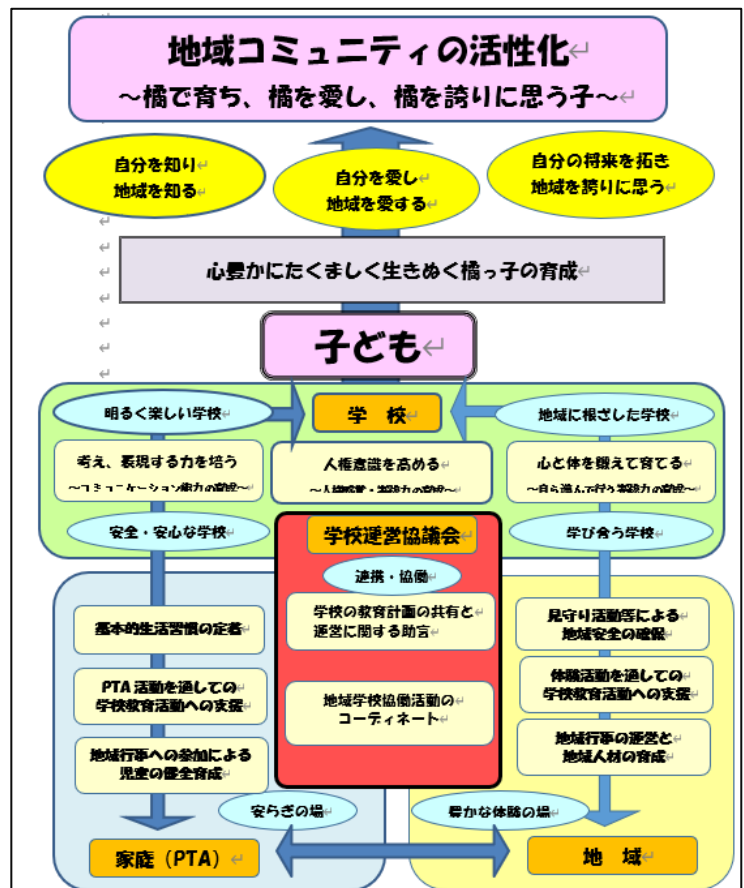 地域コミュニティの活性化
～橘で育ち、橘を愛し、橘を誇りに思う子～
自分を知り
地域を知る
自分を愛し
地域を愛する
自分の将来を拓き
地域を誇りに思う
心豊かにたくましく生きぬく橘っ子の育成
子ども
明るく楽しい学校
学 校
地域に根ざした学校
考え、表現する力を培う
～コミュニケーション能力の育成～
人権意識を高める
心と体を鍛えて育てる
安全・安心な学校
学校運営協議会
学び合う学校
連携・協働
学校の教育計画の共有と
運営に関する助言
地域学校協働活動の
コーディネート
基本的生活習慣の定着
PTA 活動を通しての
学校教育活動への支援
地域行事への参加による
児童の健全育成
見守り活動等による
地域安全の確保
体験活動を通しての
学校教育活動への支援
地域行事の運営と
地域人材の育成
安らぎの場
豊かな体験の場
家庭（PTA）
地 域